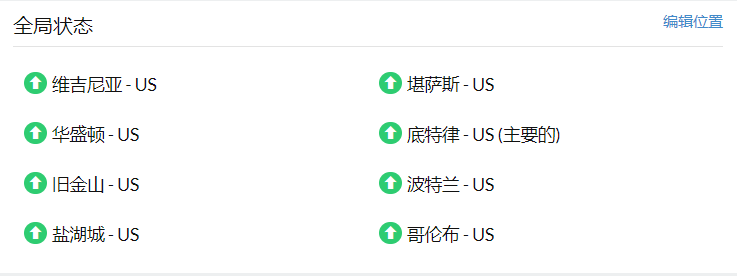 全局状态
编辑位置
维吉尼亚 - US
堪萨斯 - US
华盛顿 - US
底特律 - US (主要的)
旧金山 - US
波特兰 - US
盐湖城 - US
哥伦布 - US